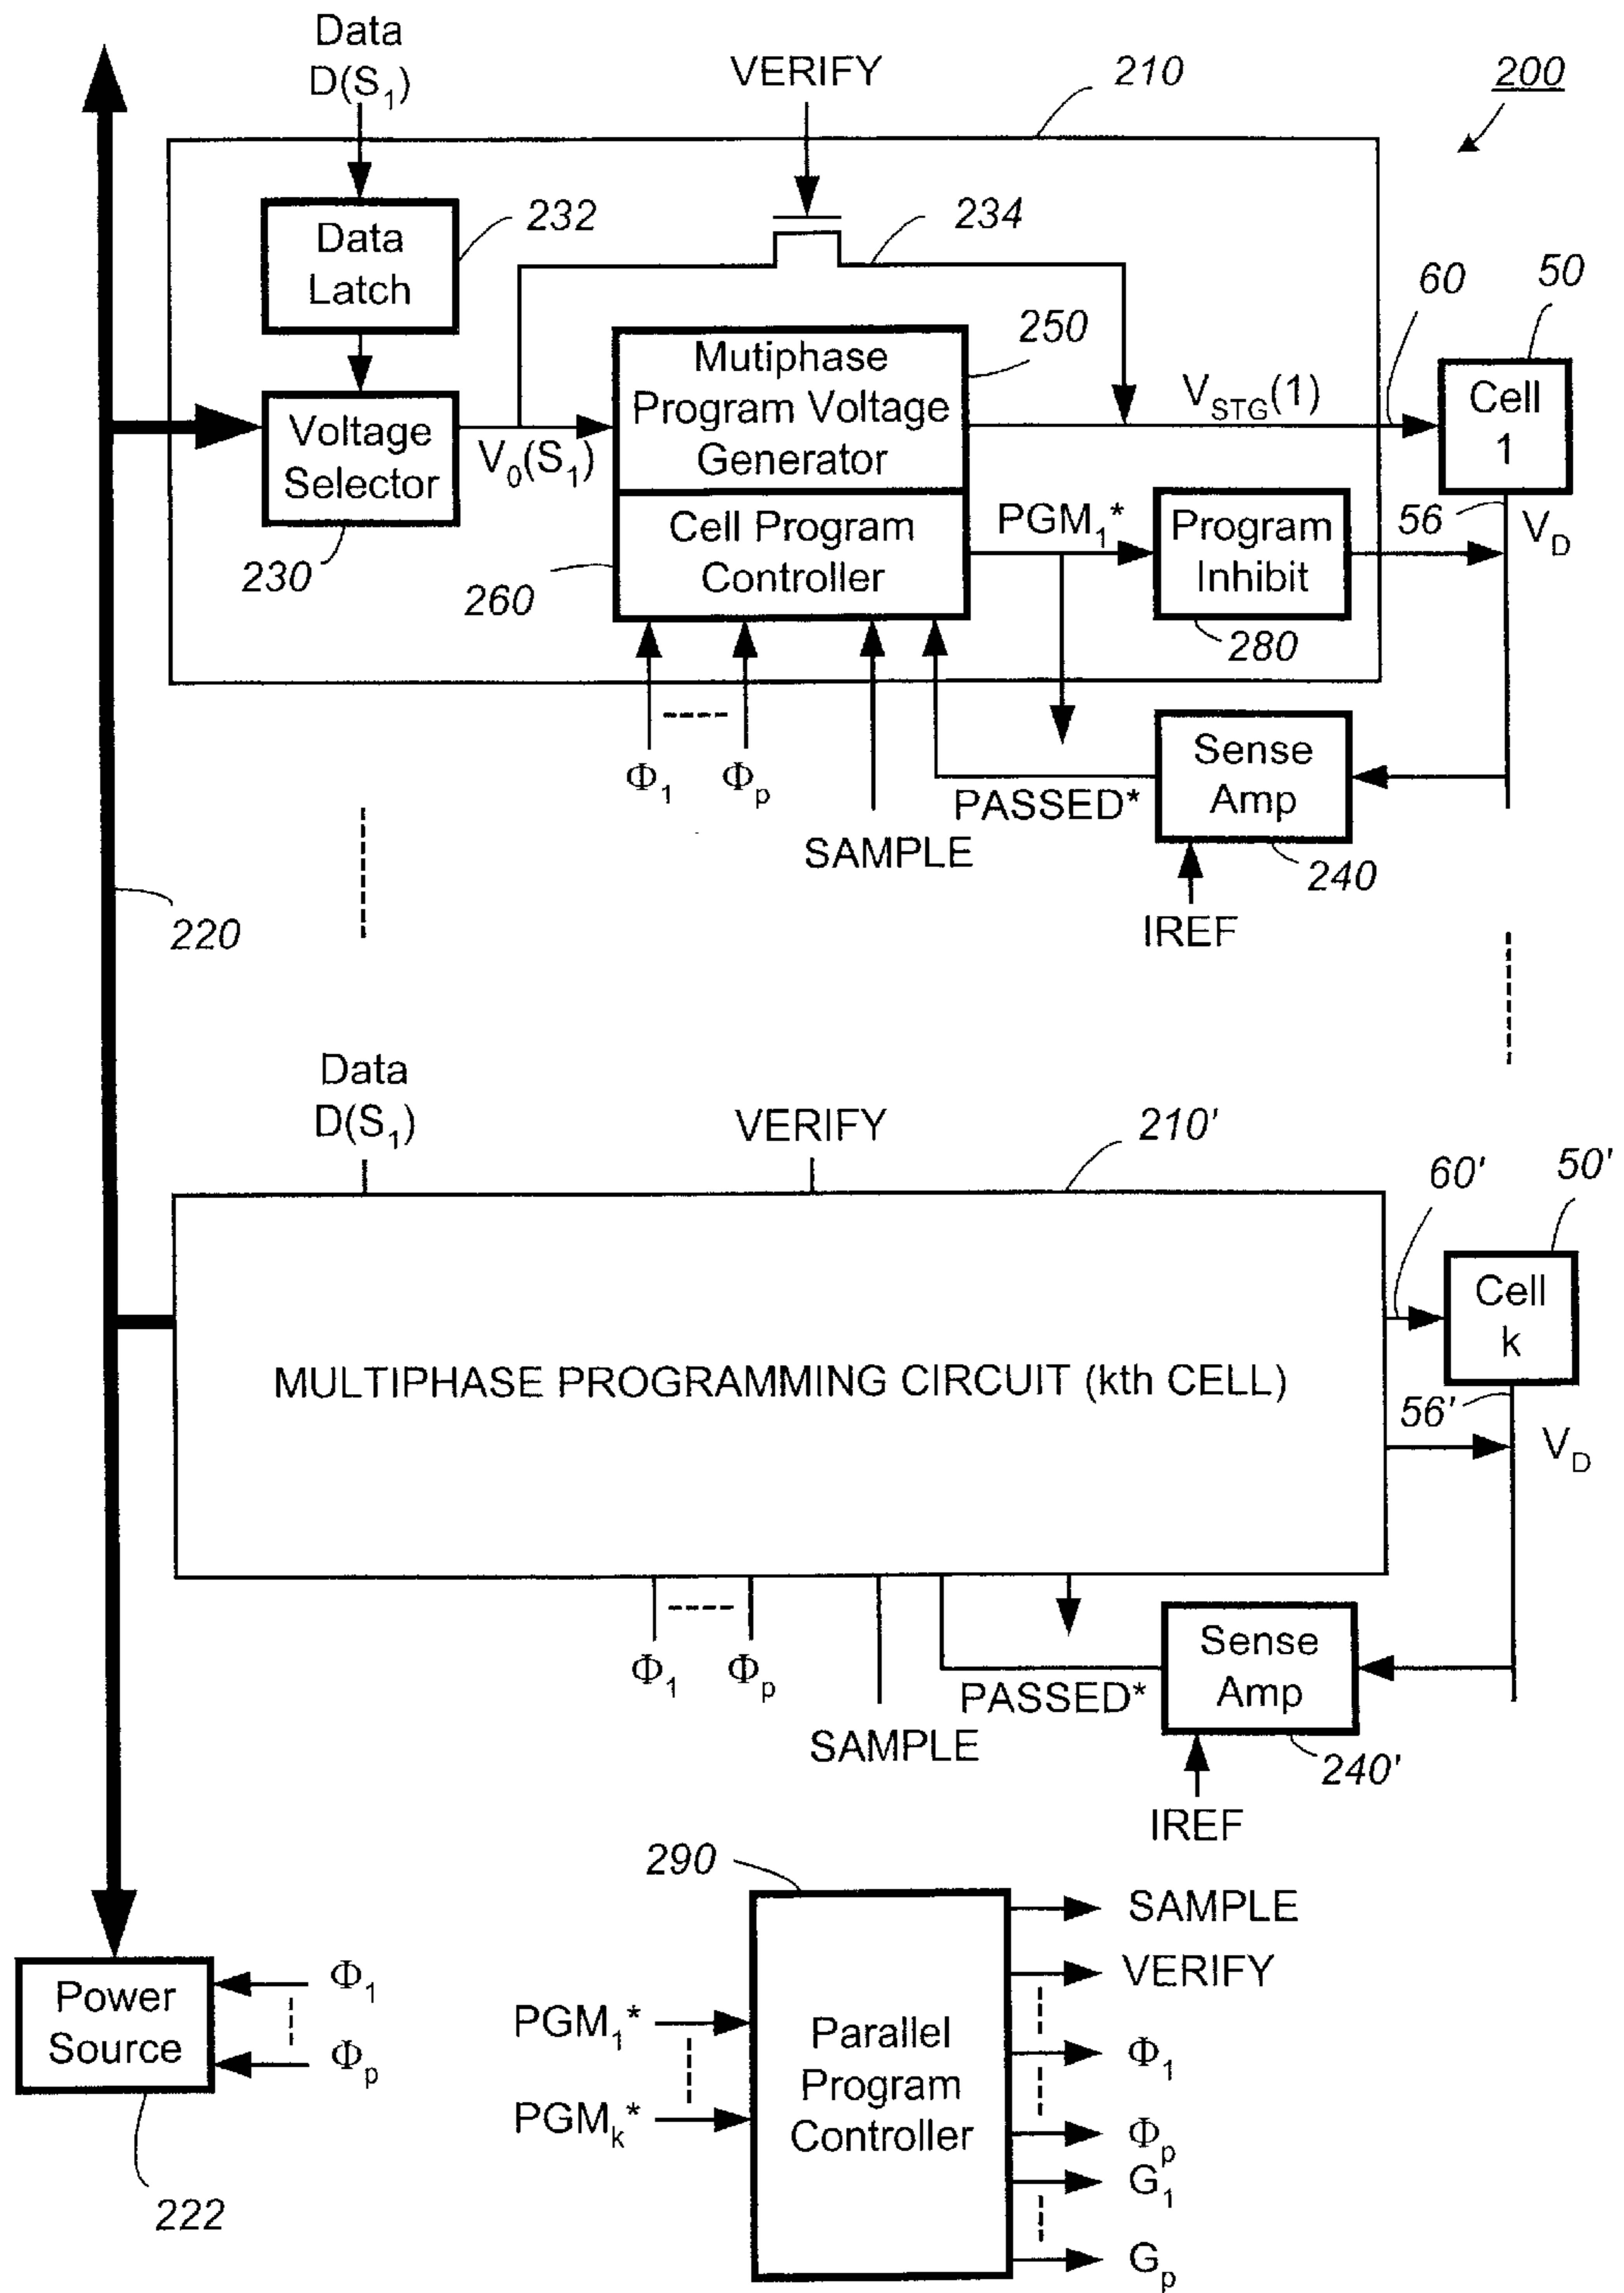 Data
D(S₁)
VERIFY
210
200
Data
Latch
232
234
60
50
Mutiphase
Program Voltage
Generator
250
Voltage
Selector
V₀(S₁)
V_STG(1)
Cell
1
230
Cell Program
Controller
260
PGM₁*
Program
Inhibit
280
56
V_D
Φ₁
Φₚ
SAMPLE
PASSED*
Sense
Amp
240
IREF
220
Data
D(S₁)
VERIFY
210'
60'
50'
Cell
k
MULTIPHASE PROGRAMMING CIRCUIT (kth CELL)
56'
V_D
Φ₁
Φₚ
SAMPLE
PASSED*
Sense
Amp
240'
IREF
290
Power
Source
Φ₁
Φₚ
222
PGM₁*
PGMₖ*
Parallel
Program
Controller
SAMPLE
VERIFY
Φ₁
Φₚ
G₁
Gₚ